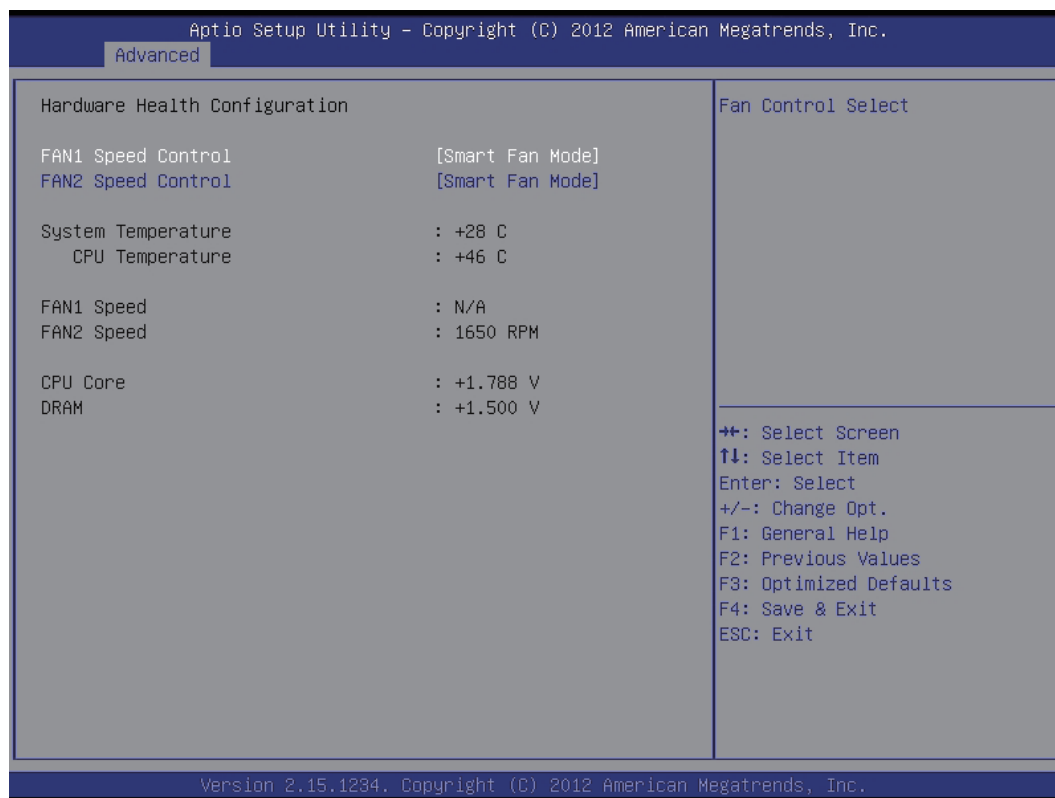 Aptio Setup Utility – Copyright (C) 2012 American Megatrends, Inc.
Advanced
Hardware Health Configuration
FAN1 Speed Control [Smart Fan Mode]
FAN2 Speed Control [Smart Fan Mode]
System Temperature : +28 C
CPU Temperature : +46 C
FAN1 Speed : N/A
FAN2 Speed : 1650 RPM
CPU Core : +1.788 V
DRAM : +1.500 V
Fan Control Select
→←: Select Screen
↑↓: Select Item
Enter: Select
+/-: Change Opt.
F1: General Help
F2: Previous Values
F3: Optimized Defaults
F4: Save & Exit
ESC: Exit
Version 2.15.1234. Copyright (C) 2012 American Megatrends, Inc.